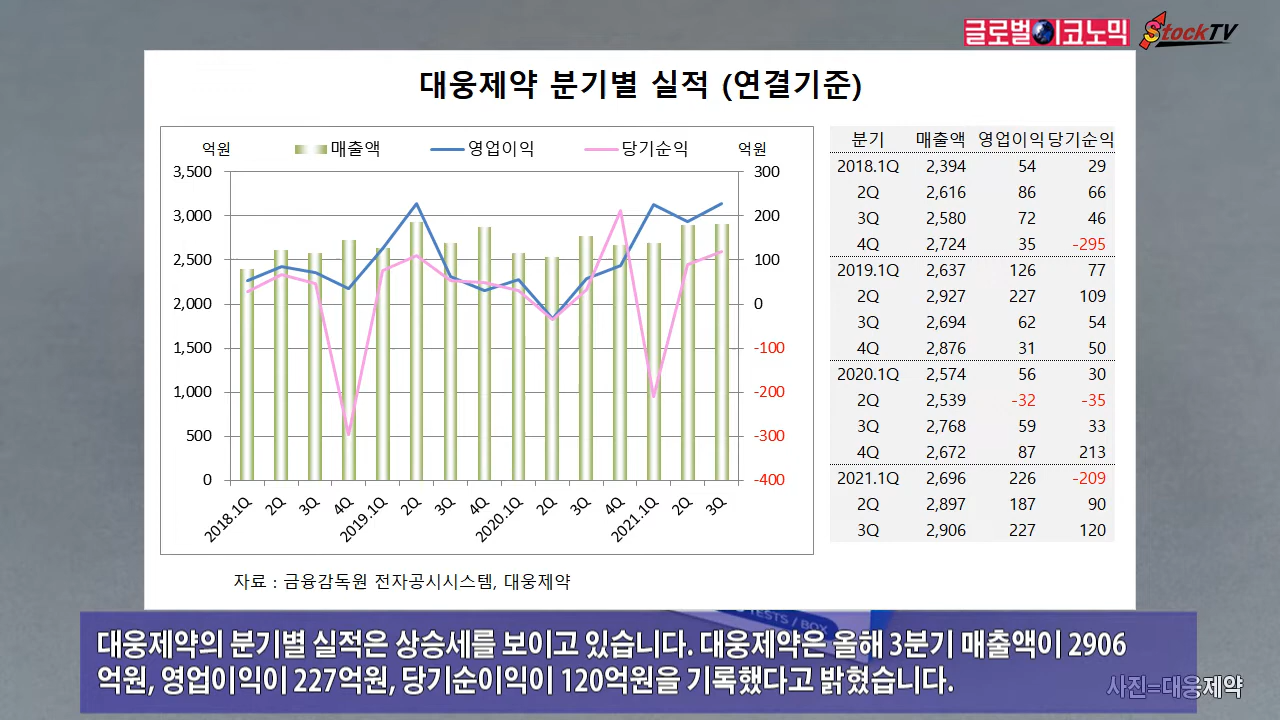 글로벌이코노믹 StockTV
대웅제약 분기별 실적 (연결기준)
억원 매출액 영업이익 당기순익 억원
3,500 300
3,000 200
2,500 100
2,000 0
1,500 -100
1,000 -200
500 -300
0 -400
2018.1Q 2Q 3Q 4Q 2019.1Q 2Q 3Q 4Q 2020.1Q 2Q 3Q 4Q 2021.1Q 2Q 3Q
분기 매출액 영업이익 당기순익
2018.1Q 2,394 54 29
2Q 2,616 86 66
3Q 2,580 72 46
4Q 2,724 35 -295
2019.1Q 2,637 126 77
2Q 2,927 227 109
3Q 2,694 62 54
4Q 2,876 31 50
2020.1Q 2,574 56 30
2Q 2,539 -32 -35
3Q 2,768 59 33
4Q 2,672 87 213
2021.1Q 2,696 226 -209
2Q 2,897 187 90
3Q 2,906 227 120
자료 : 금융감독원 전자공시시스템, 대웅제약
TESTS / BOX
대웅제약의 분기별 실적은 상승세를 보이고 있습니다. 대웅제약은 올해 3분기 매출액이 2906
억원, 영업이익이 227억원, 당기순이익이 120억원을 기록했다고 밝혔습니다.
사진=대웅제약